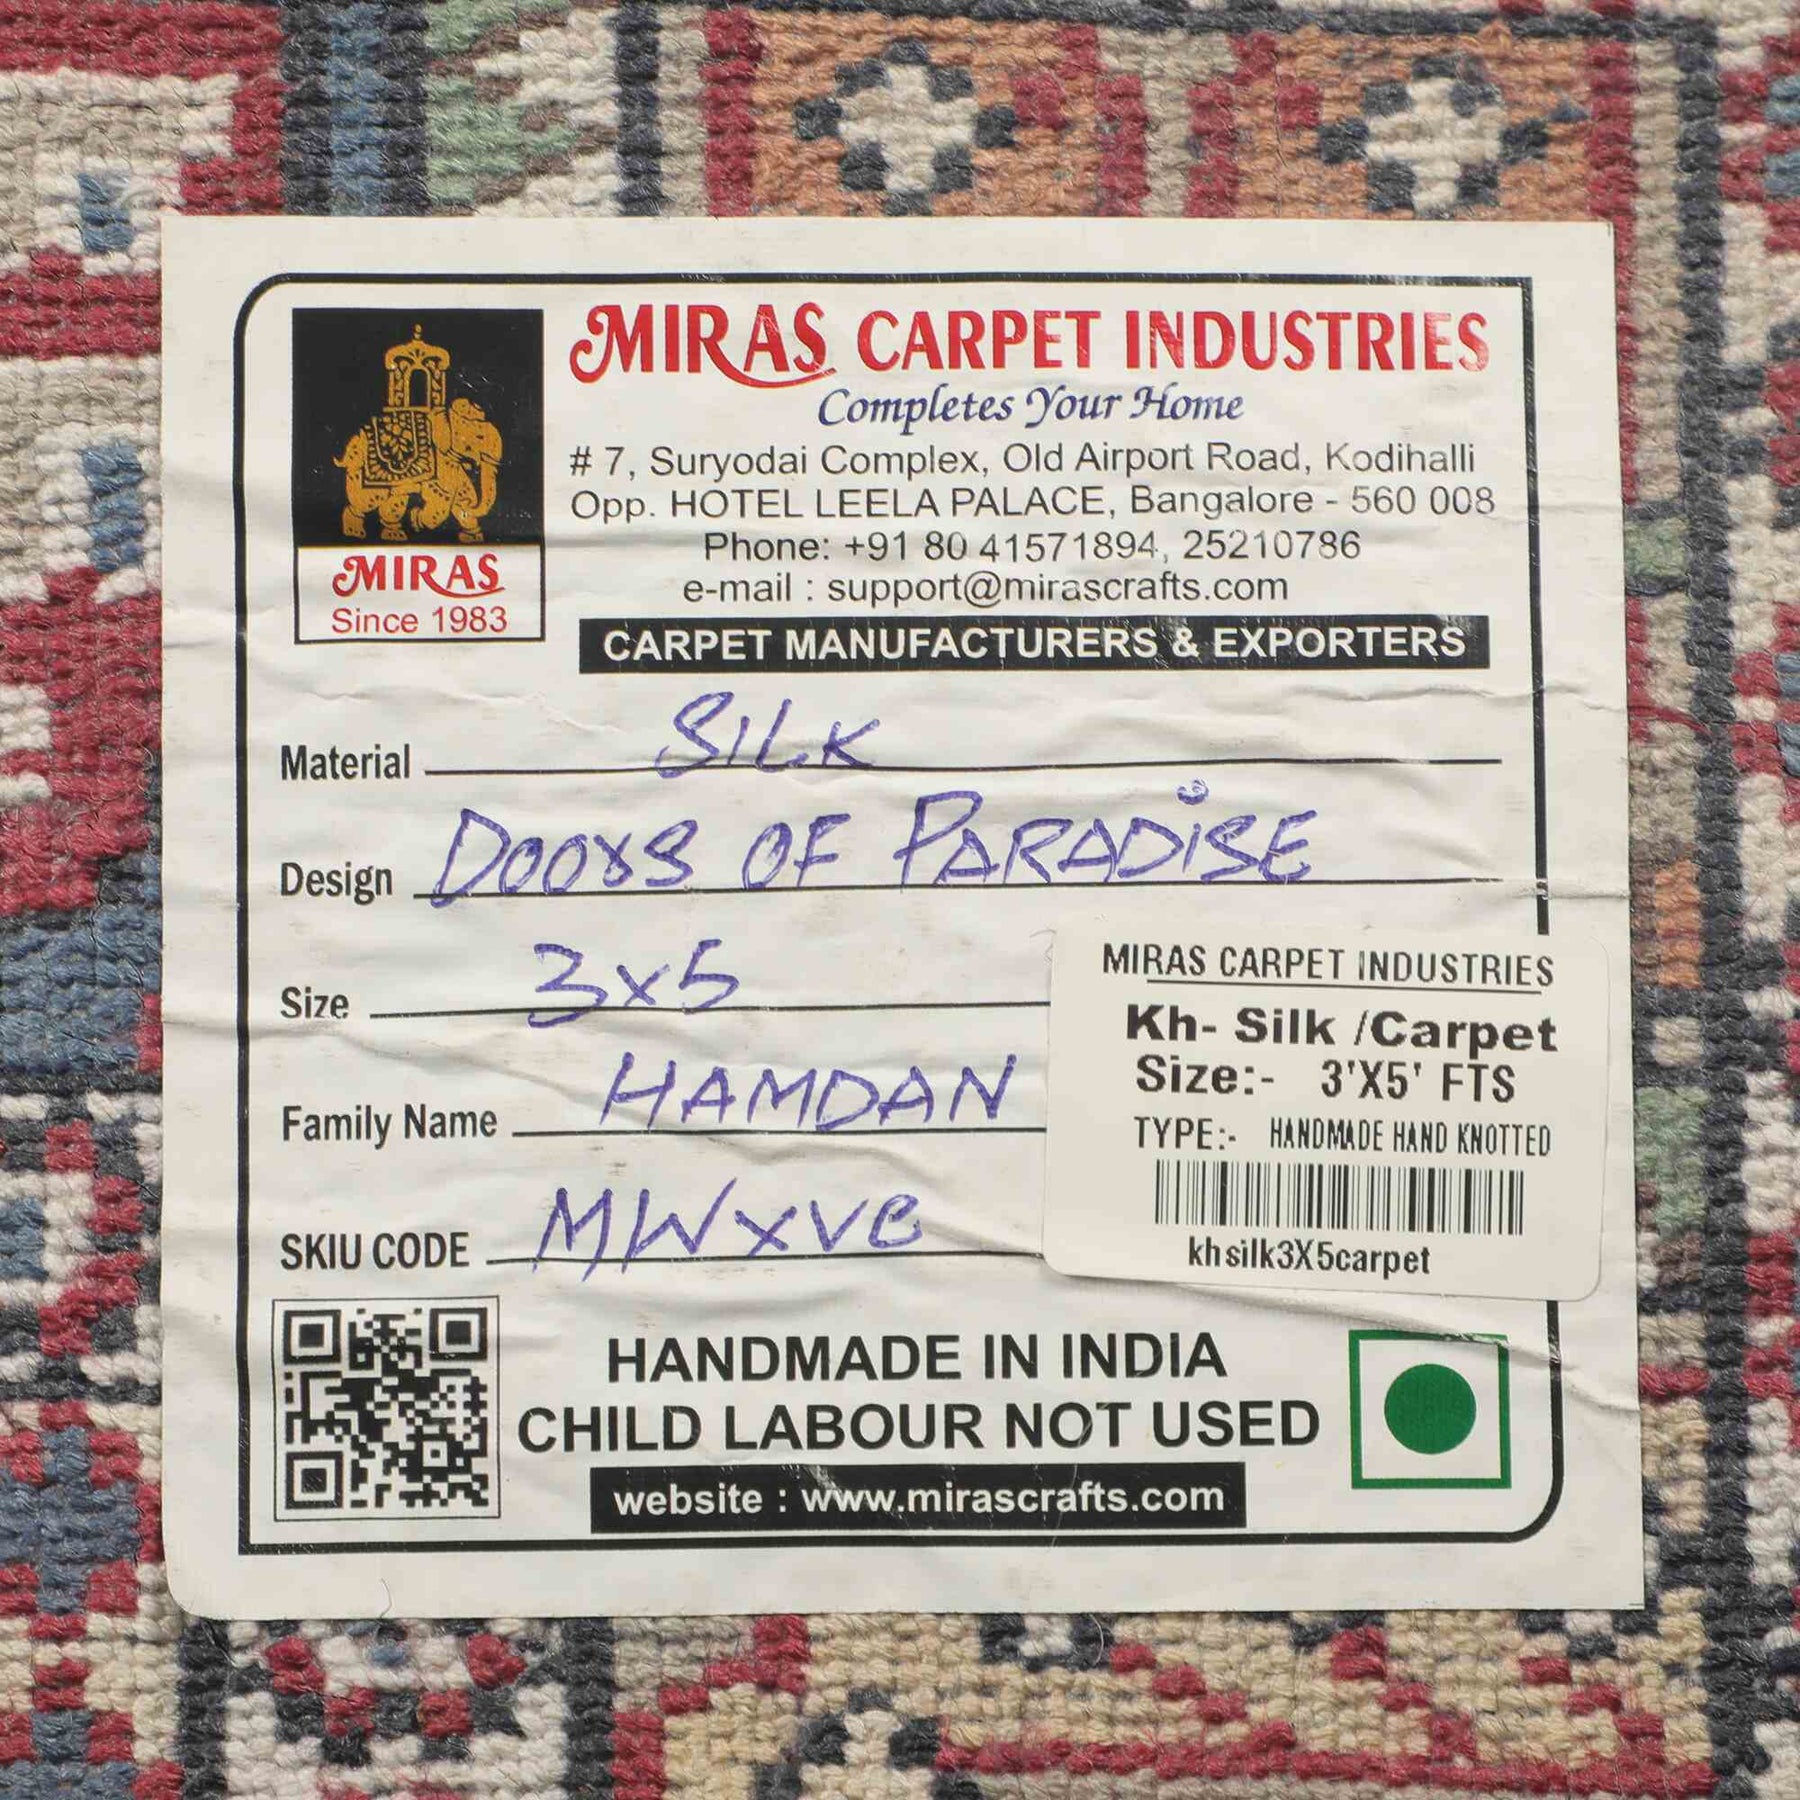 MIRAS CARPET INDUSTRIES
Completes Your Home
# 7, Suryodai Complex, Old Airport Road, Kodihalli
Opp. HOTEL LEELA PALACE, Bangalore - 560 008
Phone: +91 80 41571894, 25210786
e-mail : support@mirascrafts.com
CARPET MANUFACTURERS & EXPORTERS
MIRAS
Since 1983
Material SILK
Design DOORS OF PARADISE
Size 3x5
Family Name HAMDAN
SKIU CODE MWXVC
MIRAS CARPET INDUSTRIES
Kh- Silk /Carpet
Size:- 3'X5' FTS
TYPE:- HANDMADE HAND KNOTTED
khsilk3X5carpet
HANDMADE IN INDIA
CHILD LABOUR NOT USED
website : www.mirascrafts.com